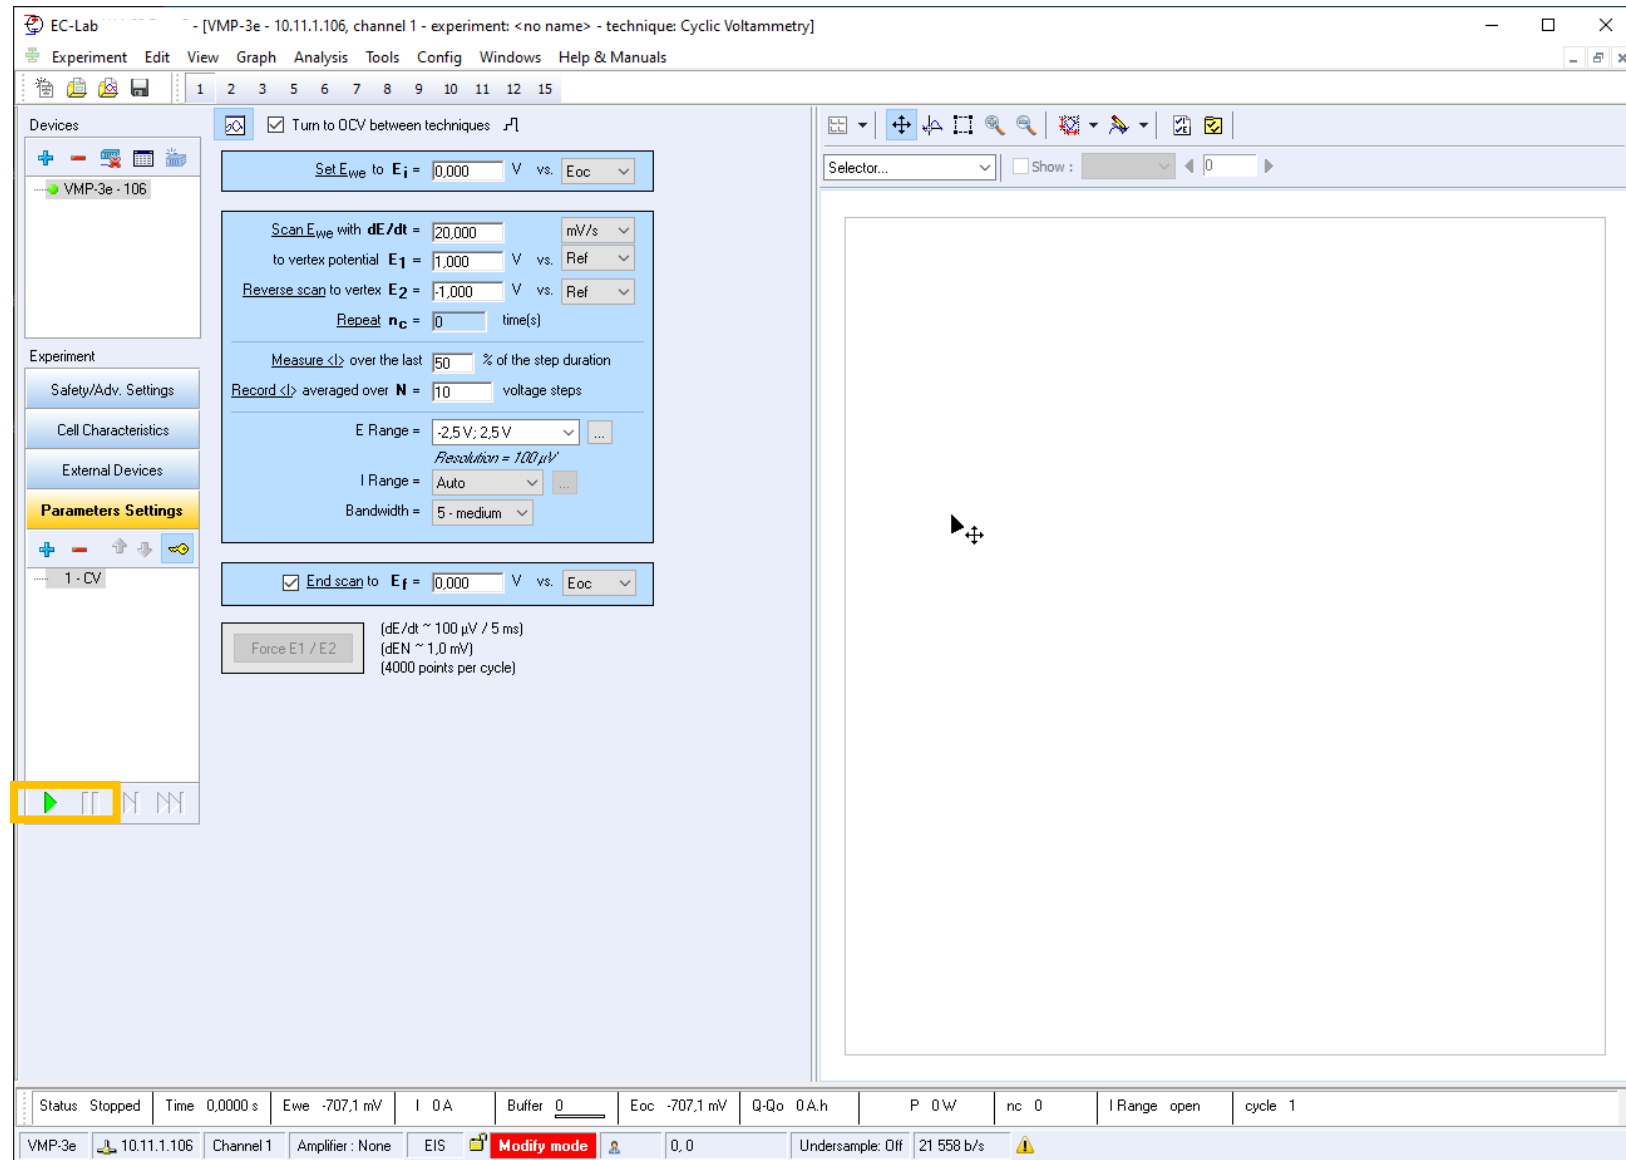 EC-Lab - [VMP-3e - 10.11.1.106, channel 1 - experiment: <no name> - technique: Cyclic Voltammetry]
Experiment Edit View Graph Analysis Tools Config Windows Help & Manuals
1 2 3 5 6 7 8 9 10 11 12 15
Devices
VMP-3e - 106
Experiment
Safety/Adv. Settings
Cell Characteristics
External Devices
Parameters Settings
1 - CV
Turn to OCV between techniques
Set Ewe to Ei = 0,000 V vs. Eoc
Scan Ewe with dE/dt = 20,000 mV/s
to vertex potential E1 = 1,000 V vs. Ref
Reverse scan to vertex E2 = -1,000 V vs. Ref
Repeat nc = 0 time(s)
Measure <I> over the last 50 % of the step duration
Record <I> averaged over N = 10 voltage steps
E Range = -2,5 V; 2,5 V ...
Resolution = 100 µV
I Range = Auto ...
Bandwidth = 5 - medium
End scan to Ef = 0,000 V vs. Eoc
Force E1 / E2
(dE/dt ~ 100 µV / 5 ms)
(dEN ~ 1,0 mV)
(4000 points per cycle)
Selector... Show : 0
Status Stopped Time 0,0000 s Ewe -707,1 mV I 0 A Buffer 0 Eoc -707,1 mV Q-Qo 0 A.h P 0 W nc 0 I Range open cycle 1
VMP-3e 10.11.1.106 Channel 1 Amplifier : None EIS Modify mode 0, 0 Undersample: Off 21 558 b/s